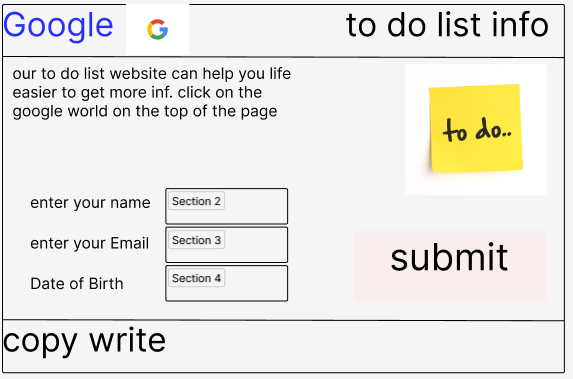 Google
to do list info
our to do list website can help you life
easier to get more inf. click on the
google world on the top of the page
to do..
enter your name
Section 2
enter your Email
Section 3
Date of Birth
Section 4
submit
copy write